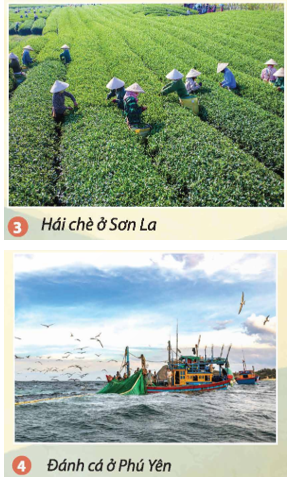 3 Hái chè ở Sơn La
4 Đánh cá ở Phú Yên